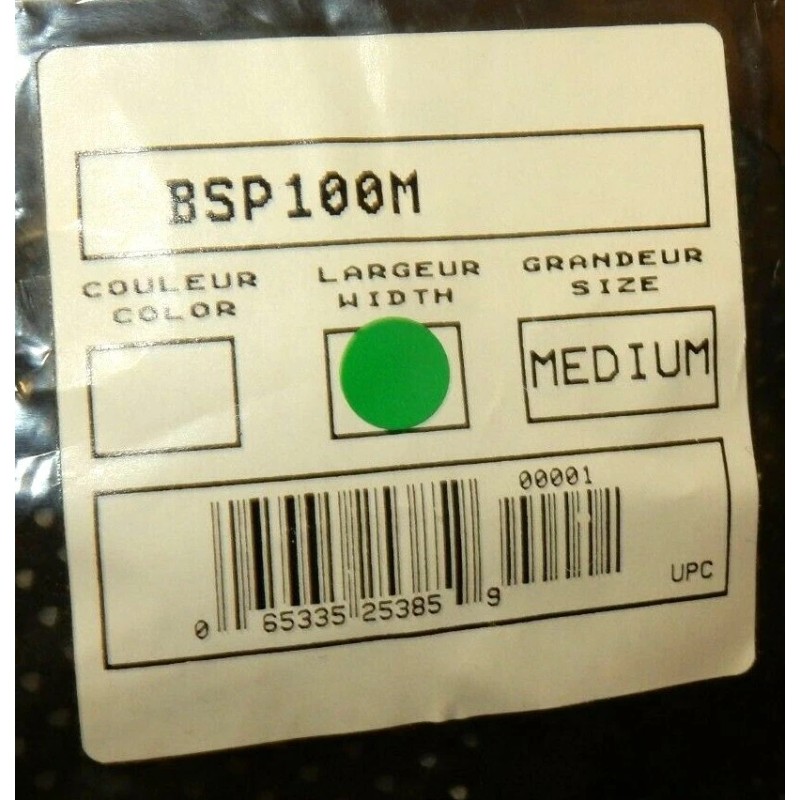 BSP100M
COULEUR
COLOR
LARGEUR
WIDTH
GRANDEUR
SIZE
MEDIUM
00001
0 65335 25385 9
UPC